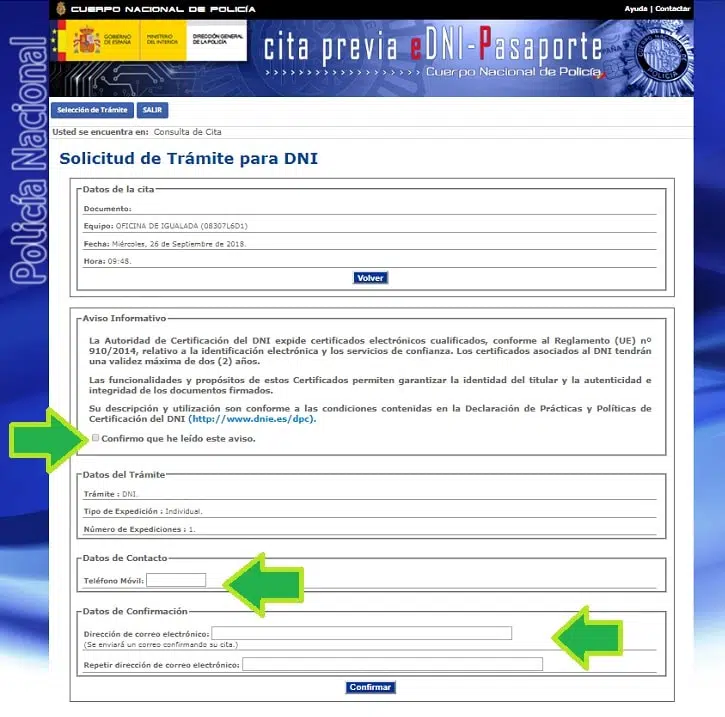 CUERPO NACIONAL DE POLICÍA
Ayuda | Contactar
GOBIERNO DE ESPAÑA
MINISTERIO DEL INTERIOR
DIRECCIÓN GENERAL DE LA POLICÍA
cita previa eDNI-Pasaporte
Cuerpo Nacional de Policía
POLICIA
Policía Nacional
Selección de Trámite
SALIR
Usted se encuentra en: Consulta de Cita
Solicitud de Trámite para DNI
Datos de la cita
Documento:
Equipo: OFICINA DE IGUALADA (08307L6D1)
Fecha: Miércoles, 26 de Septiembre de 2018.
Hora: 09:48.
Volver
Aviso Informativo
La Autoridad de Certificación del DNI expide certificados electrónicos cualificados, conforme al Reglamento (UE) nº
910/2014, relativo a la identificación electrónica y los servicios de confianza. Los certificados asociados al DNI tendrán
una validez máxima de dos (2) años.
Las funcionalidades y propósitos de estos Certificados permiten garantizar la identidad del titular y la autenticidad e
integridad de los documentos firmados.
Su descripción y utilización son conforme a las condiciones contenidas en la Declaración de Prácticas y Políticas de
Certificación del DNI (http://www.dnie.es/dpc).
Confirmo que he leído este aviso.
Datos del Trámite
Trámite : DNI.
Tipo de Expedición : Individual.
Número de Expediciones : 1.
Datos de Contacto
Teléfono Móvil:
Datos de Confirmación
Dirección de correo electrónico:
(Se enviará un correo confirmando su cita.)
Repetir dirección de correo electrónico:
Confirmar